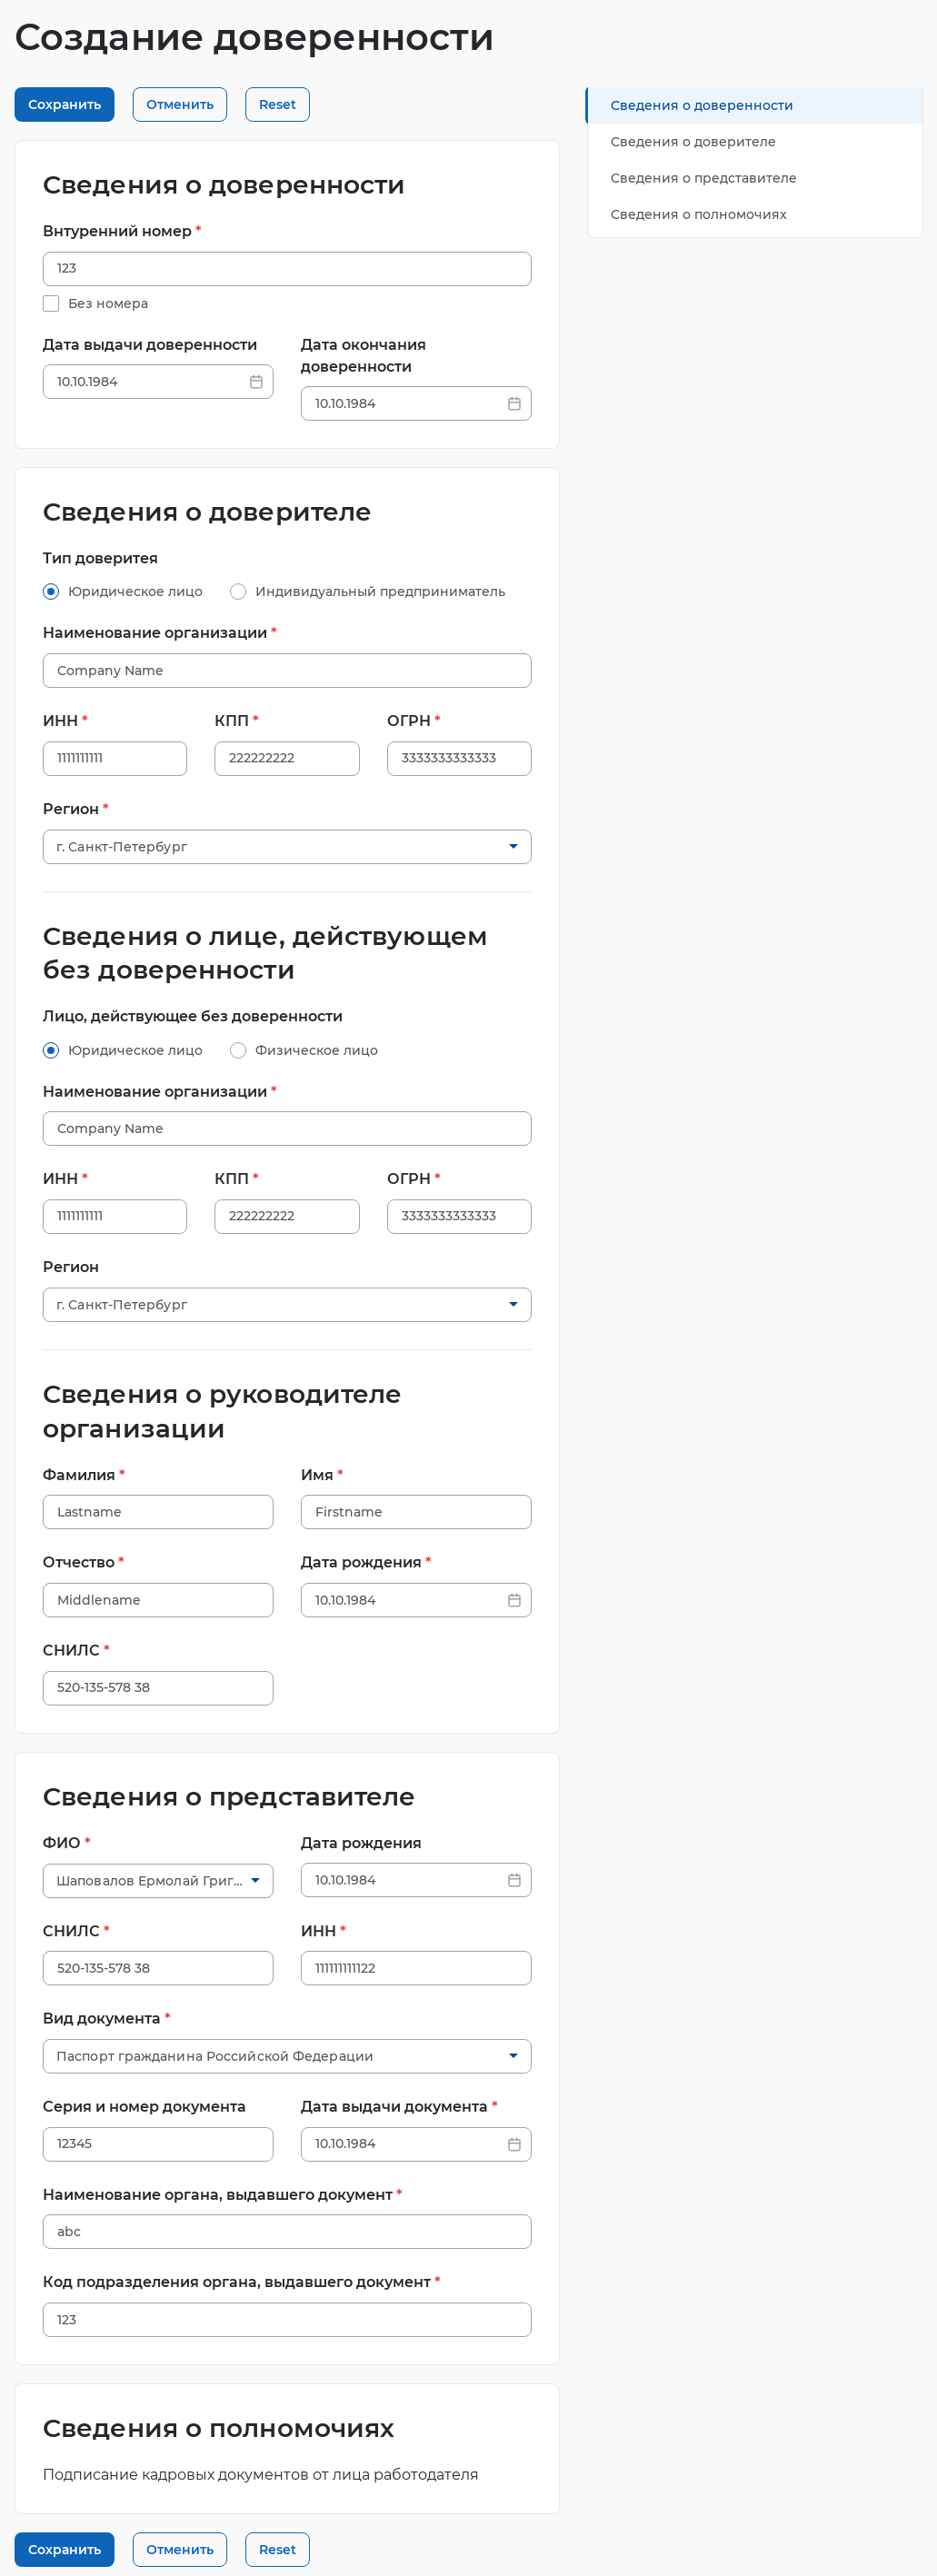 Создание доверенности
Сохранить Отменить Reset
Сведения о доверенности
Сведения о доверителе
Сведения о представителе
Сведения о полномочиях
Сведения о доверенности
Внтуренний номер *
123
Без номера
Дата выдачи доверенности
10.10.1984
Дата окончания
доверенности
10.10.1984
Сведения о доверителе
Тип доверитея
Юридическое лицо Индивидуальный предприниматель
Наименование организации *
Company Name
ИНН * КПП * ОГРН *
1111111111 222222222 3333333333333
Регион *
г. Санкт-Петербург
Сведения о лице, действующем
без доверенности
Лицо, действующее без доверенности
Юридическое лицо Физическое лицо
Наименование организации *
Company Name
ИНН * КПП * ОГРН *
1111111111 222222222 3333333333333
Регион
г. Санкт-Петербург
Сведения о руководителе
организации
Фамилия * Имя *
Lastname Firstname
Отчество * Дата рождения *
Middlename 10.10.1984
СНИЛС *
520-135-578 38
Сведения о представителе
ФИО * Дата рождения
Шаповалов Ермолай Григ... 10.10.1984
СНИЛС * ИНН *
520-135-578 38 111111111122
Вид документа *
Паспорт гражданина Российской Федерации
Серия и номер документа Дата выдачи документа *
12345 10.10.1984
Наименование органа, выдавшего документ *
abc
Код подразделения органа, выдавшего документ *
123
Сведения о полномочиях
Подписание кадровых документов от лица работодателя
Сохранить Отменить Reset